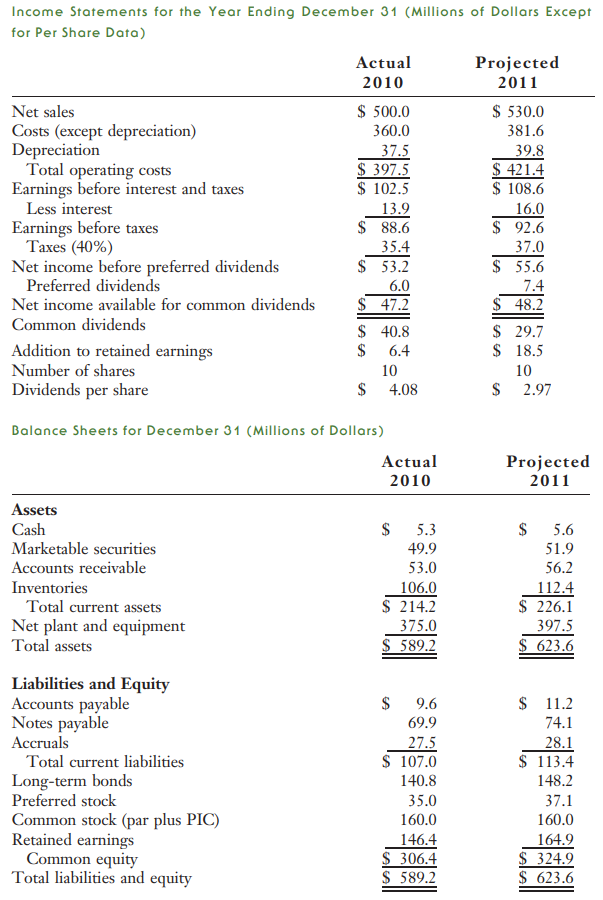 Income Statements for the Year Ending December 31 (Millions of Dollars Except
for Per Share Data)
Actual Projected
2010 2011
Net sales $ 500.0 $ 530.0
Costs (except depreciation) 360.0 381.6
Depreciation 37.5 39.8
Total operating costs $ 397.5 $ 421.4
Earnings before interest and taxes $ 102.5 $ 108.6
Less interest 13.9 16.0
Earnings before taxes $ 88.6 $ 92.6
Taxes (40%) 35.4 37.0
Net income before preferred dividends $ 53.2 $ 55.6
Preferred dividends 6.0 7.4
Net income available for common dividends $ 47.2 $ 48.2
Common dividends $ 40.8 $ 29.7
Addition to retained earnings $ 6.4 $ 18.5
Number of shares 10 10
Dividends per share $ 4.08 $ 2.97
Balance Sheets for December 31 (Millions of Dollars)
Actual Projected
2010 2011
Assets
Cash $ 5.3 $ 5.6
Marketable securities 49.9 51.9
Accounts receivable 53.0 56.2
Inventories 106.0 112.4
Total current assets $ 214.2 $ 226.1
Net plant and equipment 375.0 397.5
Total assets $ 589.2 $ 623.6
Liabilities and Equity
Accounts payable $ 9.6 $ 11.2
Notes payable 69.9 74.1
Accruals 27.5 28.1
Total current liabilities $ 107.0 $ 113.4
Long-term bonds 140.8 148.2
Preferred stock 35.0 37.1
Common stock (par plus PIC) 160.0 160.0
Retained earnings 146.4 164.9
Common equity $ 306.4 $ 324.9
Total liabilities and equity $ 589.2 $ 623.6